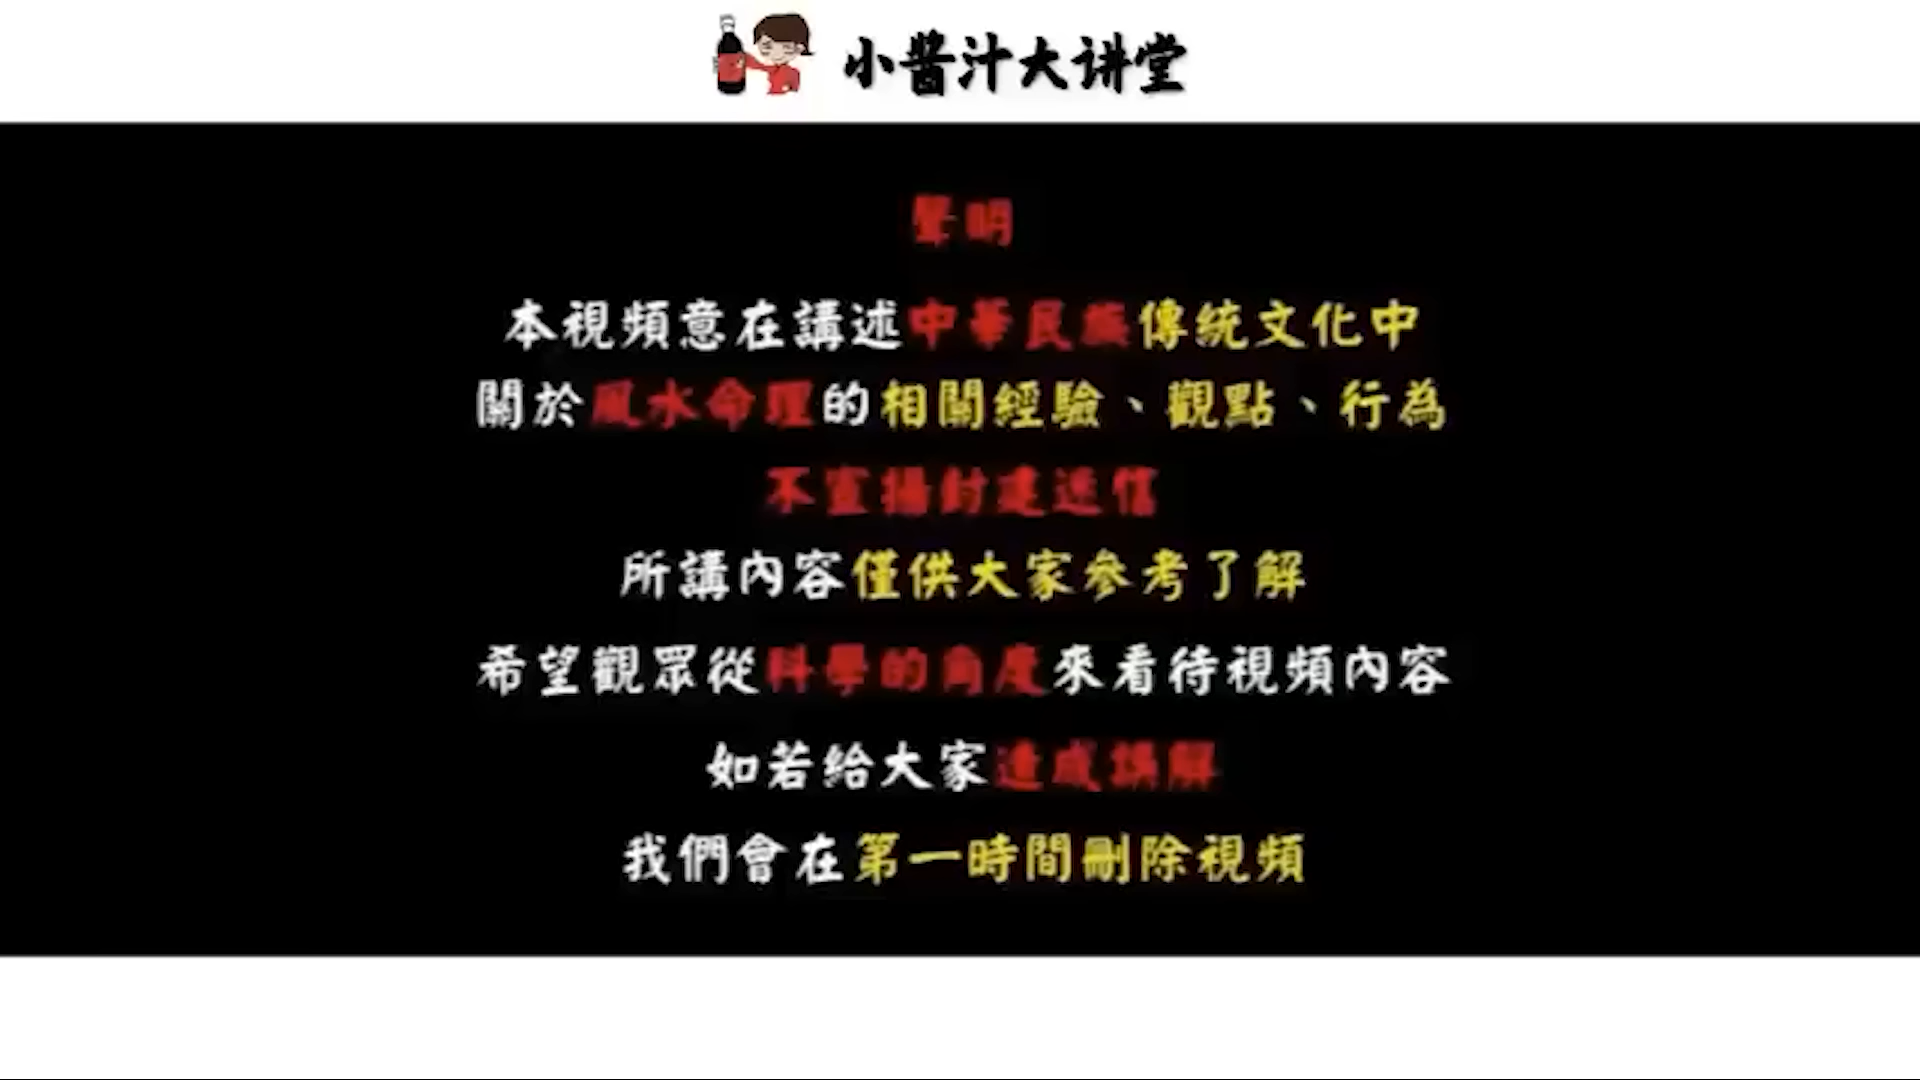 小醬汁大讲堂
聲明
本視頻意在講述中華民族傳統文化中
關於風水命理的相關經驗、觀點、行為
不宣揚封建迷信
所講內容僅供大家參考了解
希望觀眾從科學的角度來看待視頻內容
如若給大家造成誤解
我們會在第一時間刪除視頻